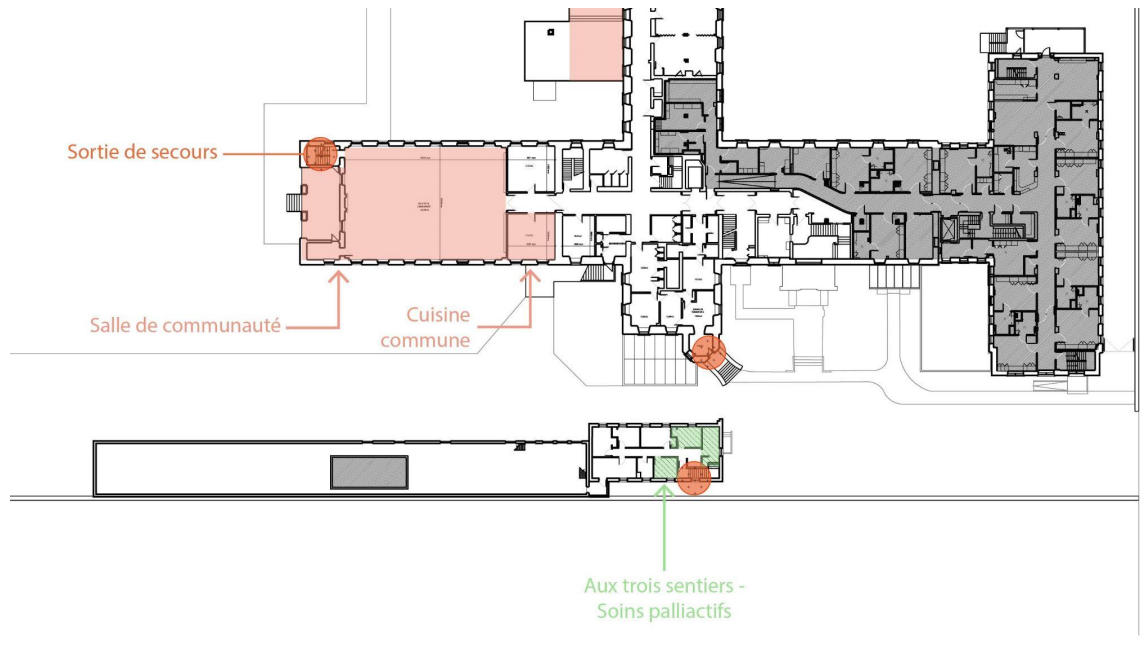 Sortie de secours
Salle de communauté
Cuisine
commune
Aux trois sentiers -
Soins palliactifs